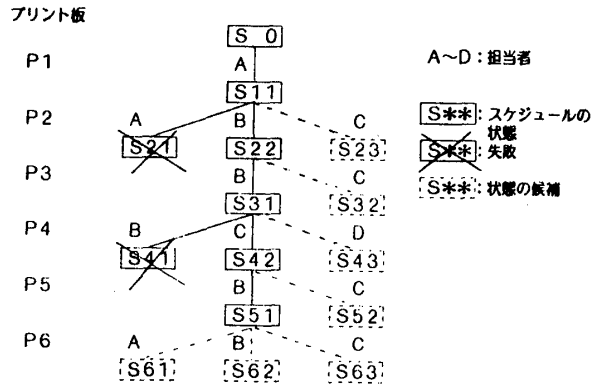 プリント板
S 0
P1
A
A〜D：担当者
S11
P2
A
B
C
S**：スケジュールの
状態
S21
S22
S23
S**：失敗
P3
B
C
S**：状態の候補
S31
S32
P4
B
C
D
S41
S42
S43
P5
B
C
S51
S52
P6
A
B
C
S61
S62
S63